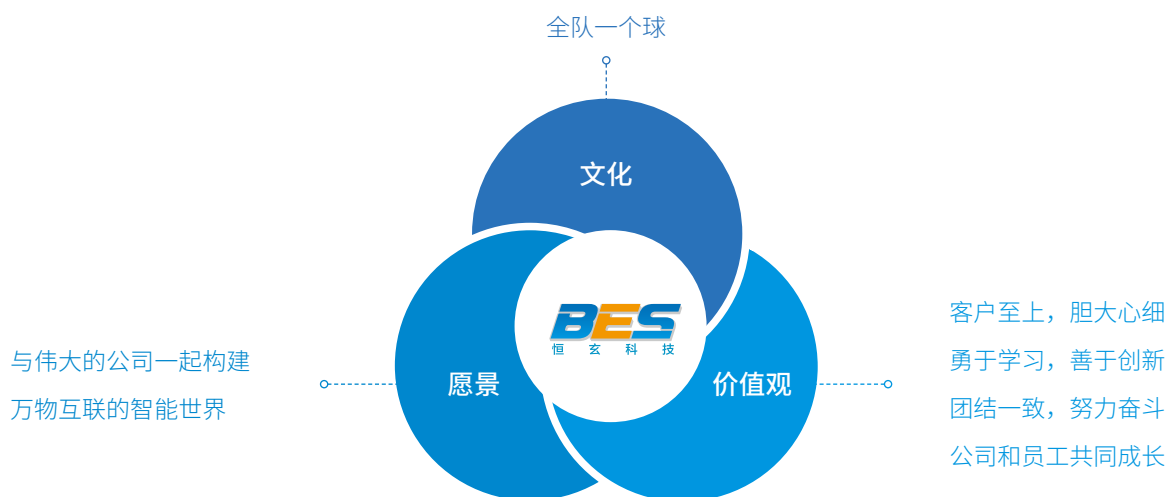 全队一个球
文化
BES
恒玄科技
愿景
价值观
与伟大的公司一起构建
万物互联的智能世界
客户至上，胆大心细
勇于学习，善于创新
团结一致，努力奋斗
公司和员工共同成长